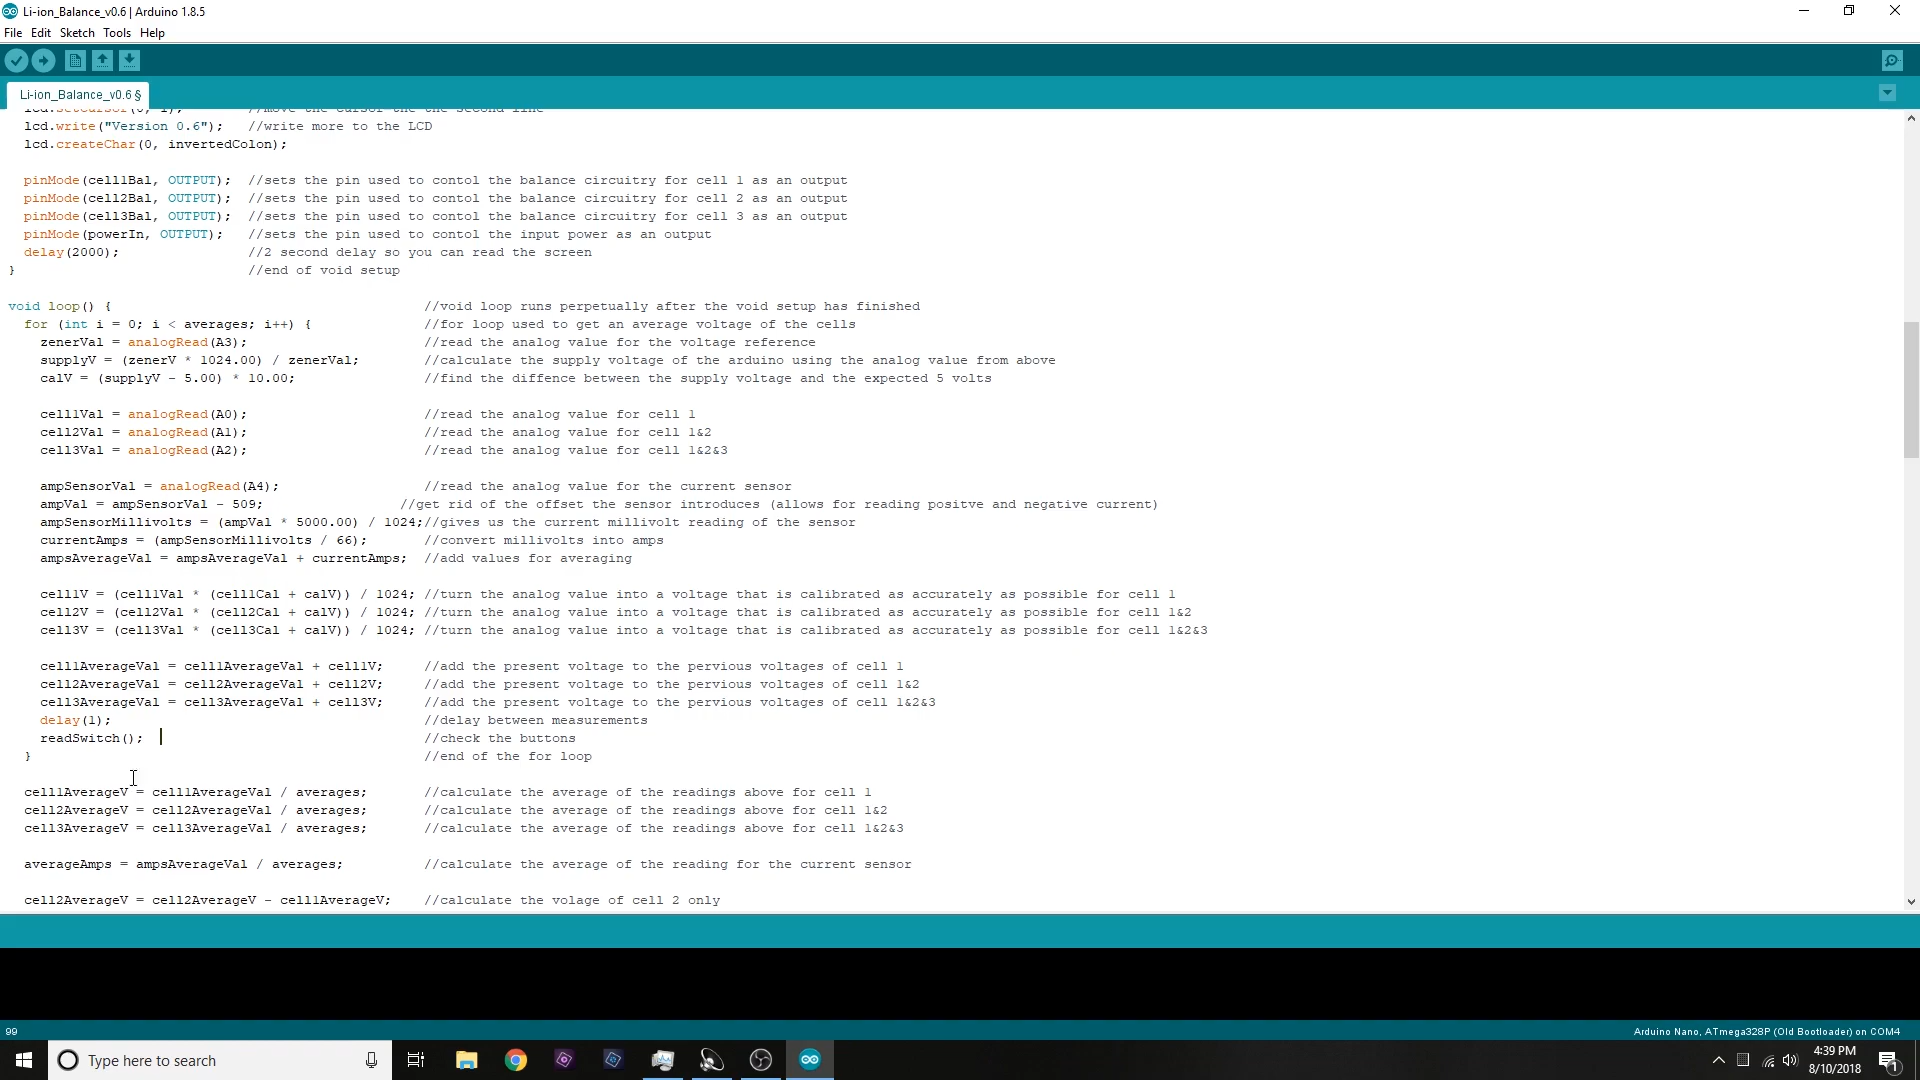 Li-ion_Balance_v0.6 | Arduino 1.8.5
File Edit Sketch Tools Help
Li-ion_Balance_v0.6 §
lcd.setCursor(0, 1); //move the cursor the the second line
lcd.write("Version 0.6"); //write more to the LCD
lcd.createChar(0, invertedColon);
pinMode(cell1Bal, OUTPUT); //sets the pin used to contol the balance circuitry for cell 1 as an output
pinMode(cell2Bal, OUTPUT); //sets the pin used to contol the balance circuitry for cell 2 as an output
pinMode(cell3Bal, OUTPUT); //sets the pin used to contol the balance circuitry for cell 3 as an output
pinMode(powerIn, OUTPUT); //sets the pin used to contol the input power as an output
delay(2000); //2 second delay so you can read the screen
} //end of void setup
void loop() { //void loop runs perpetually after the void setup has finished
for (int i = 0; i < averages; i++) { //for loop used to get an average voltage of the cells
zenerVal = analogRead(A3); //read the analog value for the voltage reference
supplyV = (zenerV * 1024.00) / zenerVal; //calculate the supply voltage of the arduino using the analog value from above
calV = (supplyV - 5.00) * 10.00; //find the diffence between the supply voltage and the expected 5 volts
cell1Val = analogRead(A0); //read the analog value for cell 1
cell2Val = analogRead(A1); //read the analog value for cell 1&2
cell3Val = analogRead(A2); //read the analog value for cell 1&2&3
ampSensorVal = analogRead(A4); //read the analog value for the current sensor
ampVal = ampSensorVal - 509; //get rid of the offset the sensor introduces (allows for reading positve and negative current)
ampSensorMillivolts = (ampVal * 5000.00) / 1024;//gives us the current millivolt reading of the sensor
currentAmps = (ampSensorMillivolts / 66); //convert millivolts into amps
ampsAverageVal = ampsAverageVal + currentAmps; //add values for averaging
cell1V = (cell1Val * (cell1Cal + calV)) / 1024; //turn the analog value into a voltage that is calibrated as accurately as possible for cell 1
cell2V = (cell2Val * (cell2Cal + calV)) / 1024; //turn the analog value into a voltage that is calibrated as accurately as possible for cell 1&2
cell3V = (cell3Val * (cell3Cal + calV)) / 1024; //turn the analog value into a voltage that is calibrated as accurately as possible for cell 1&2&3
cell1AverageVal = cell1AverageVal + cell1V; //add the present voltage to the pervious voltages of cell 1
cell2AverageVal = cell2AverageVal + cell2V; //add the present voltage to the pervious voltages of cell 1&2
cell3AverageVal = cell3AverageVal + cell3V; //add the present voltage to the pervious voltages of cell 1&2&3
delay(1); //delay between measurements
readSwitch(); //check the buttons
} //end of the for loop
cell1AverageV = cell1AverageVal / averages; //calculate the average of the readings above for cell 1
cell2AverageV = cell2AverageVal / averages; //calculate the average of the readings above for cell 1&2
cell3AverageV = cell3AverageVal / averages; //calculate the average of the readings above for cell 1&2&3
averageAmps = ampsAverageVal / averages; //calculate the average of the reading for the current sensor
cell2AverageV = cell2AverageV - cell1AverageV; //calculate the volage of cell 2 only
99
Arduino Nano, ATmega328P (Old Bootloader) on COM4
Type here to search
4:39 PM
8/10/2018
1